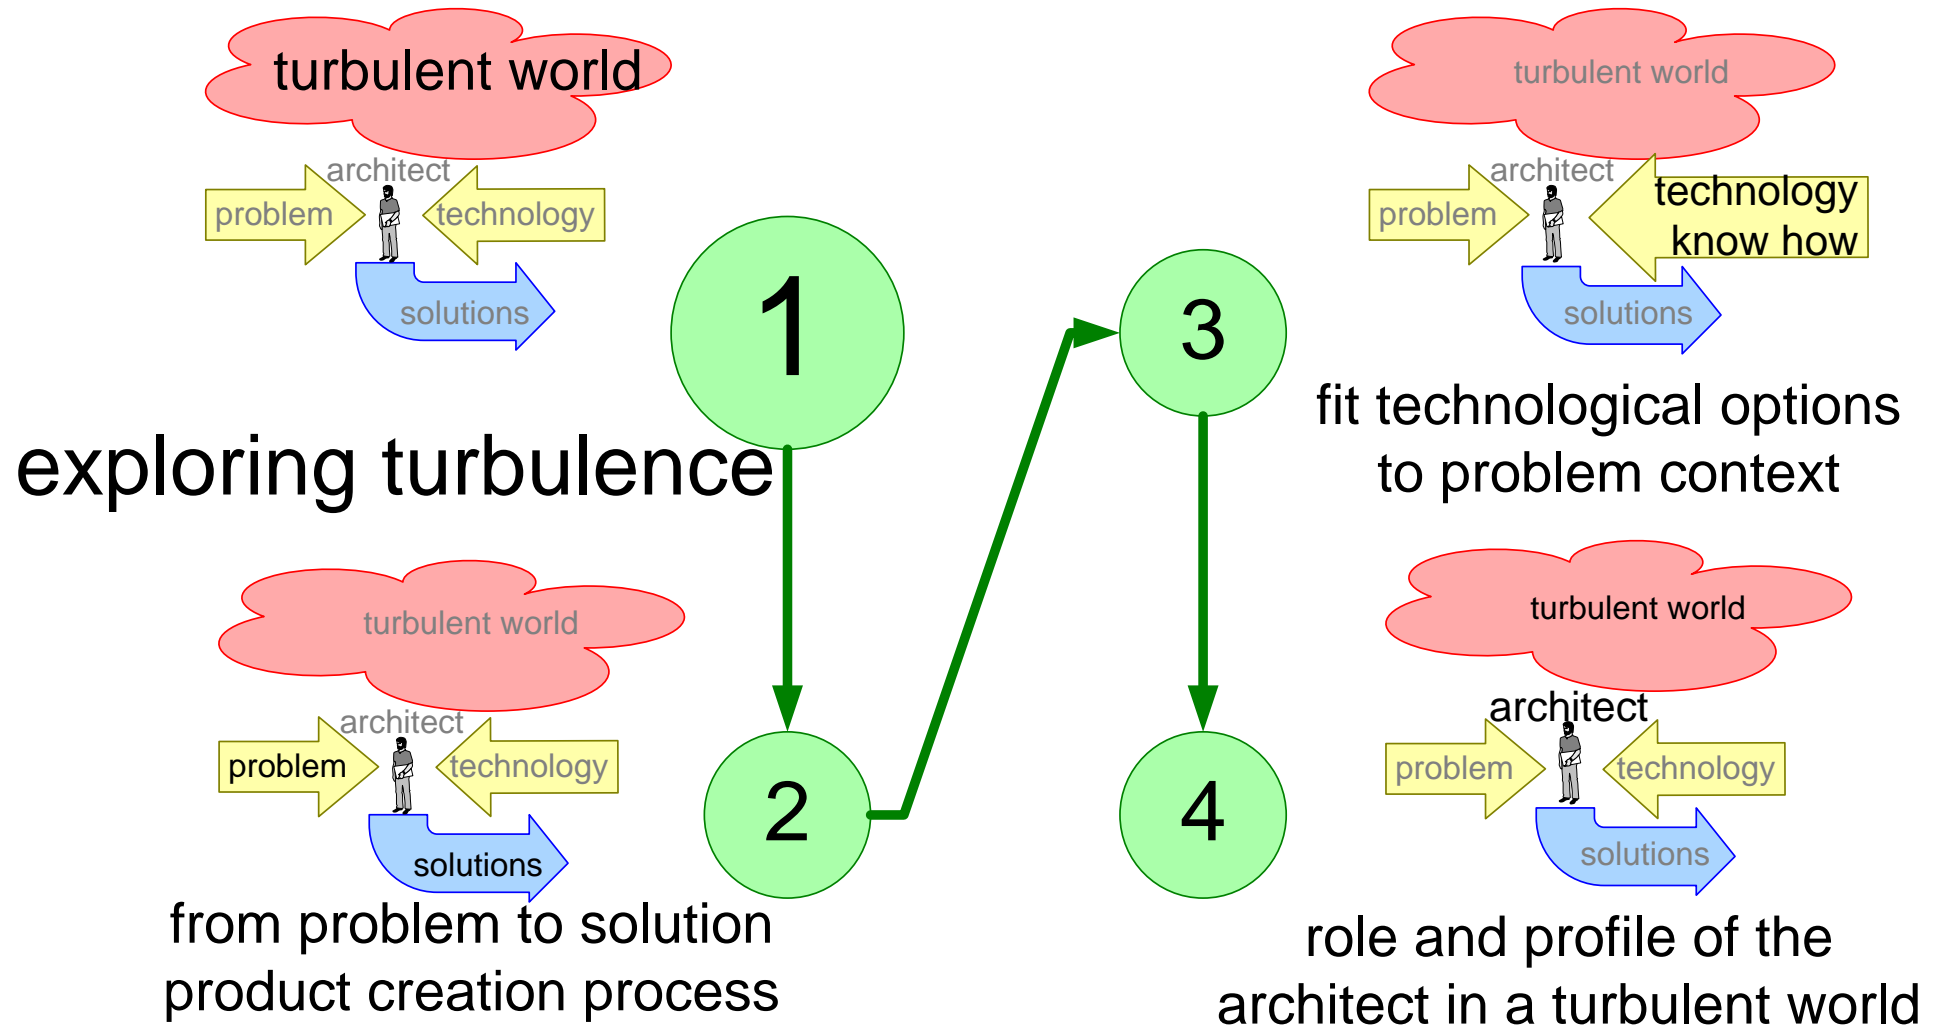 turbulent world
architect
problem
technology
solutions
1
exploring turbulence
turbulent world
architect
problem
technology
solutions
2
from problem to solution
product creation process
turbulent world
architect
problem
technology
know how
solutions
3
fit technological options
to problem context
turbulent world
architect
problem
technology
solutions
4
role and profile of the
architect in a turbulent world